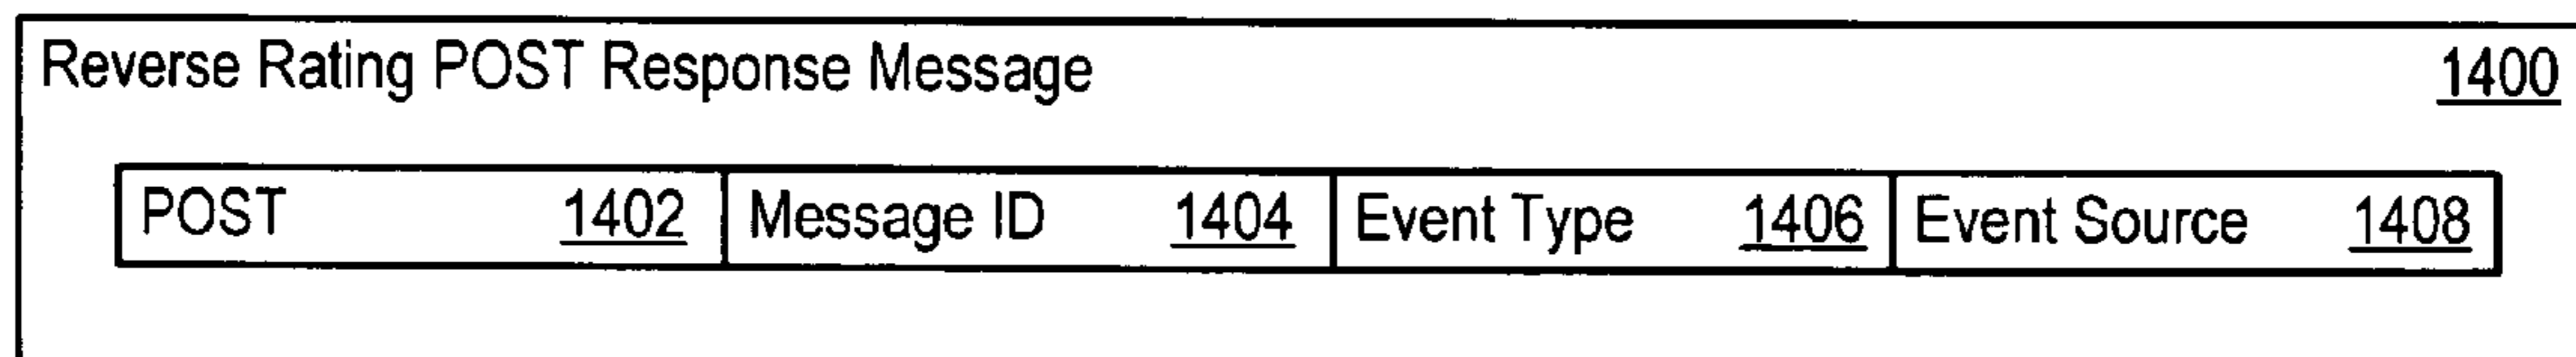 Reverse Rating POST Response Message 1400
POST 1402 Message ID 1404 Event Type 1406 Event Source 1408